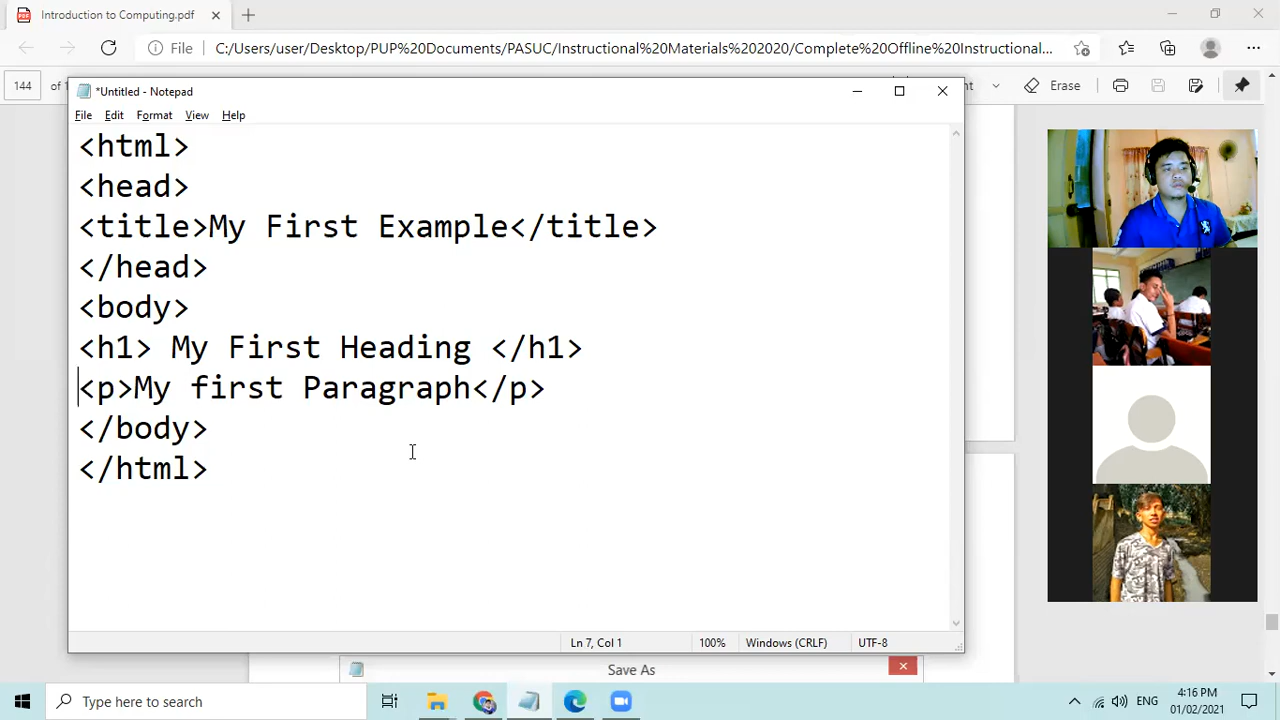 Introduction to Computing.pdf
File
C:/Users/user/Desktop/PUP%20Documents/PASUC/Instructional%20Materials%202020/Complete%20Offline%20Instructional...
144
Erase
*Untitled - Notepad
File Edit Format View Help
<html>
<head>
<title>My First Example</title>
</head>
<body>
<h1> My First Heading </h1>
<p>My first Paragraph</p>
</body>
</html>
Ln 7, Col 1
100%
Windows (CRLF)
UTF-8
Save As
Type here to search
ENG
4:16 PM
01/02/2021